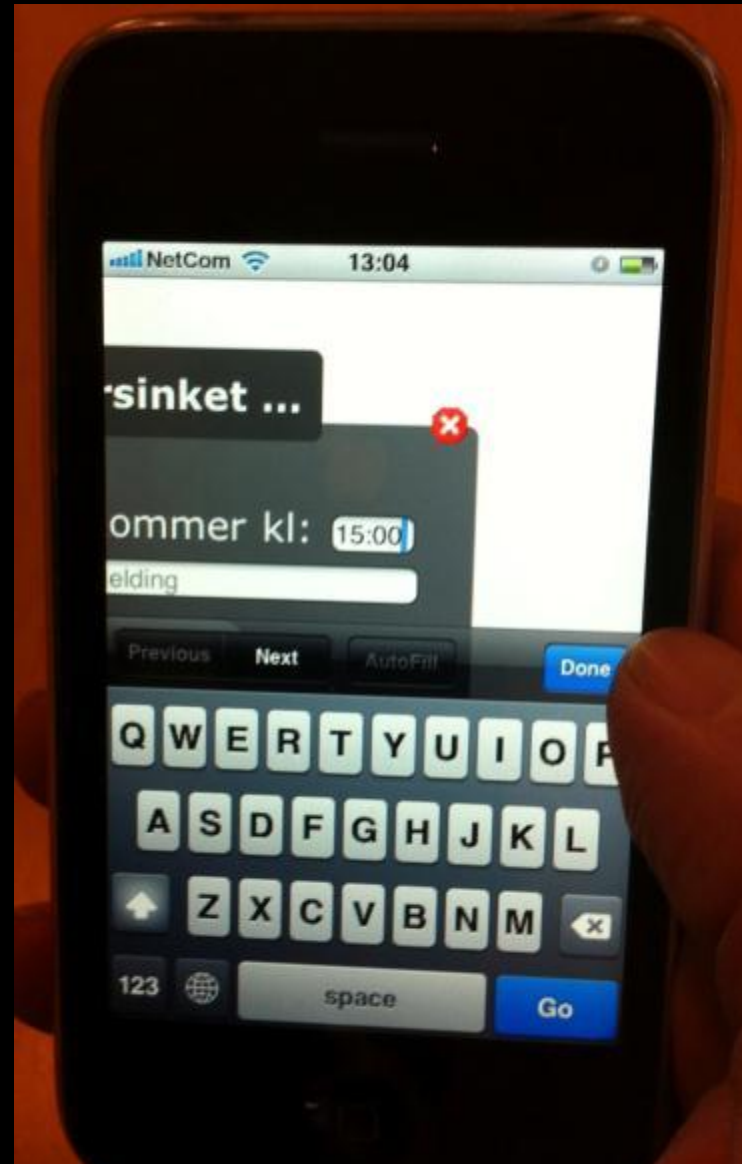 NetCom 13:04
rsinket ...
ommer kl: 15:00
elding
Previous Next AutoFill Done
Q W E R T Y U I O P
A S D F G H J K L
Z X C V B N M
123 space Go